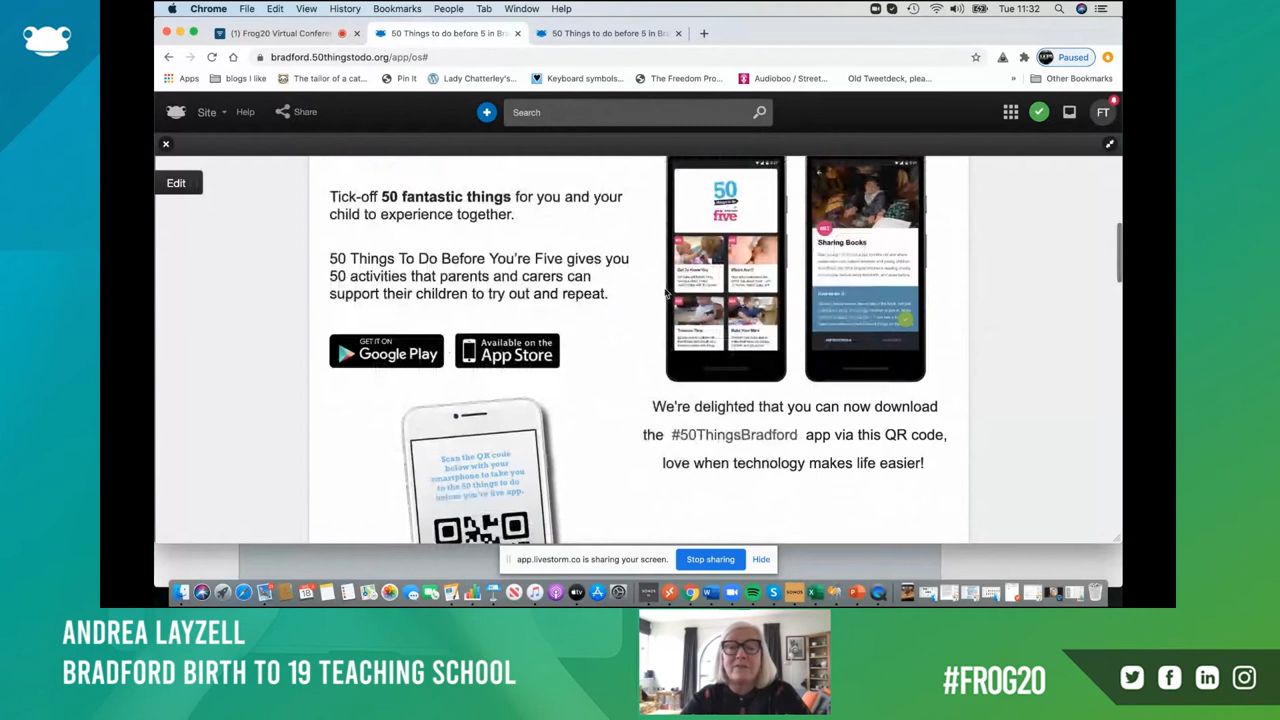 Chrome File Edit View History Bookmarks People Tab Window Help Tue 11:32
(1) Frog20 Virtual Confere 50 Things to do before 5 in Bra 50 Things to do before 5 in Bra
bradford.50thingstodo.org/app/os# Paused
Apps blogs I like The tailor of a cat... Pin It Lady Chatterley's... Keyboard symbols... The Freedom Pro... Audioboo / Street... Old Tweetdeck, plea... » Other Bookmarks
Site Help Share Search FT
Edit
Tick-off 50 fantastic things for you and your
child to experience together.
50 Things To Do Before You're Five gives you
50 activities that parents and carers can
support their children to try out and repeat.
GET IT ON
Google Play
Available on the
App Store
50
five
Sharing Books
We're delighted that you can now download
the #50ThingsBradford app via this QR code,
love when technology makes life easier!
Scan the QR code
below with your
smartphone to take you
to the 50 things to do
before you've five app.
app.livestorm.co is sharing your screen. Stop sharing Hide
ANDREA LAYZELL
BRADFORD BIRTH TO 19 TEACHING SCHOOL
#FROG20